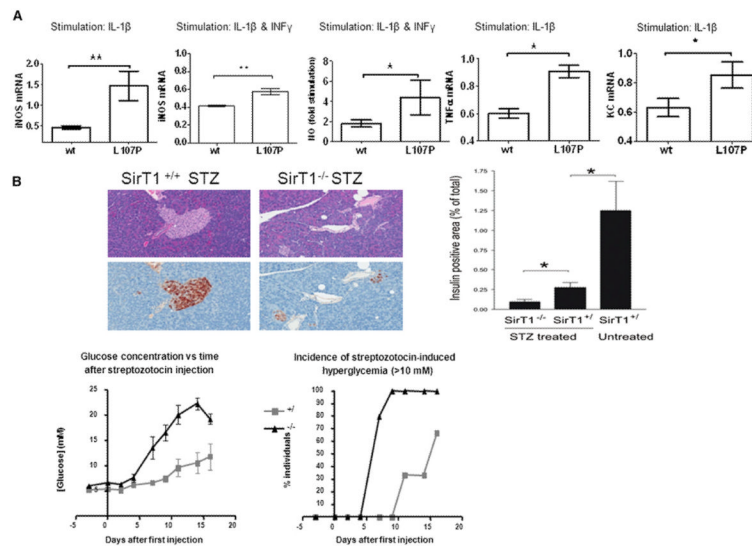 A
Stimulation: IL-1β
Stimulation: IL-1β & INFγ
Stimulation: IL-1β & INFγ
Stimulation: IL-1β
Stimulation: IL-1β
iNOS mRNA
2.0
1.5
1.0
0.5
**
wt
L107P
iNOS mRNA
1.0
0.8
0.6
0.4
0.2
0.0
**
wt
L107P
NO (fold stimulation)
8
6
4
2
0
*
wt
L107P
TNFα mRNA
1.2
1.0
0.8
0.6
0.4
*
wt
L107P
KC mRNA
1.0
0.8
0.6
0.4
*
wt
L107P
B
SirT1 +/+ STZ
SirT1 -/- STZ
Insulin positive area (% of total)
1.75
1.50
1.25
1.00
0.75
0.50
0.25
0.00
*
*
SirT1-/- SirT1+/ SirT1+/
STZ treated Untreated
Glucose concentration vs time
after streptozotocin injection
[Glucose] (mM)
25
20
15
10
-5 0 5 10 15 20
Days after first injection
+/
-/-
Incidence of streptozotocin-induced
hyperglycemia (>10 mM)
% individuals
100
90
80
70
60
50
40
30
20
10
0
-5 0 5 10 15 20
Days after first injection